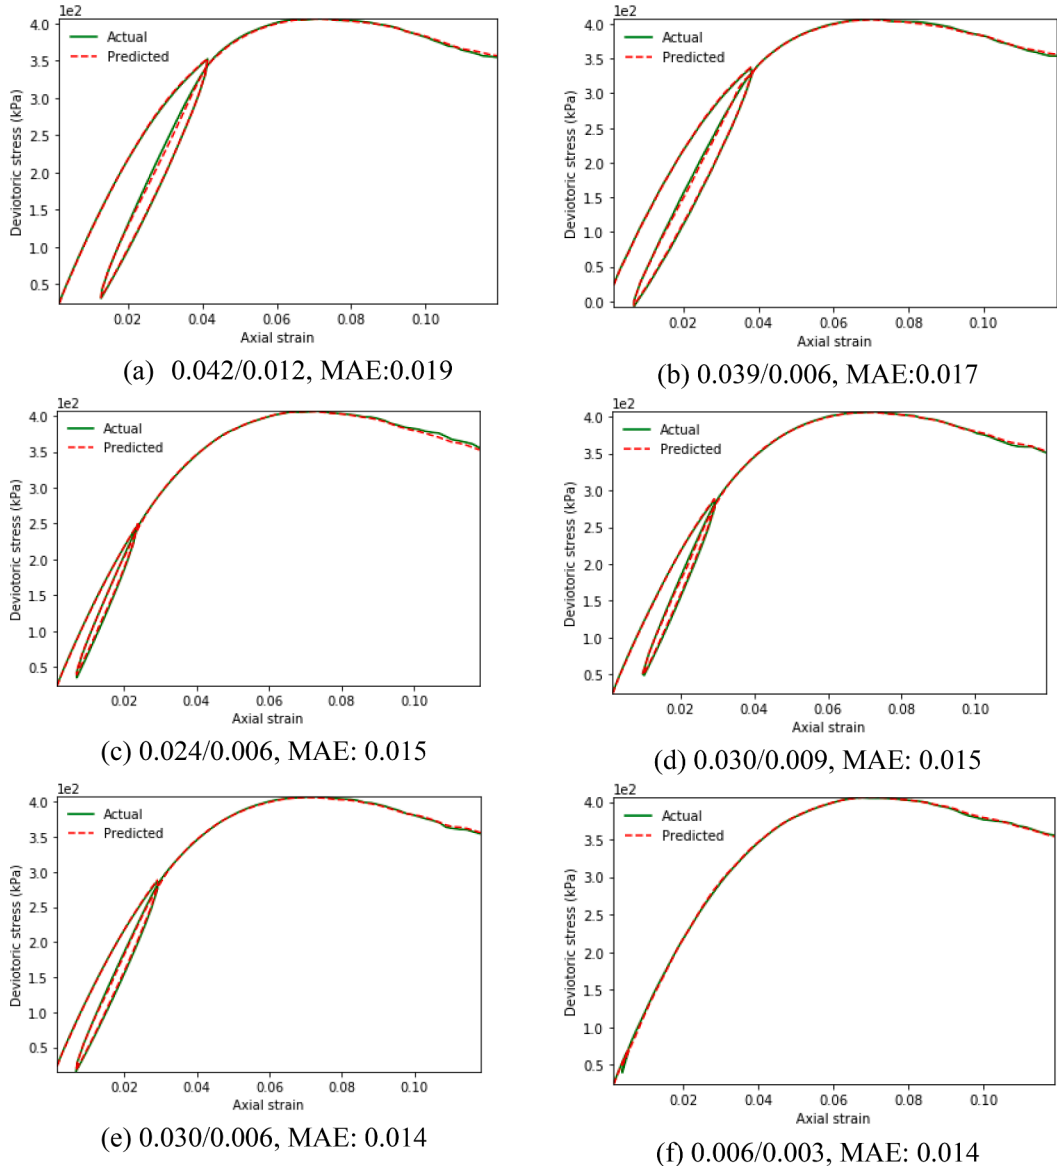 1e2
Deviotoric stress (kPa)
4.0
3.5
3.0
2.5
2.0
1.5
1.0
0.5
Actual
Predicted
0.02
0.04
0.06
0.08
0.10
Axial strain
(a) 0.042/0.012, MAE:0.019
1e2
Deviotoric stress (kPa)
4.0
3.5
3.0
2.5
2.0
1.5
1.0
0.5
0.0
Actual
Predicted
0.02
0.04
0.06
0.08
0.10
Axial strain
(b) 0.039/0.006, MAE:0.017
1e2
Deviotoric stress (kPa)
4.0
3.5
3.0
2.5
2.0
1.5
1.0
0.5
Actual
Predicted
0.02
0.04
0.06
0.08
0.10
Axial strain
(c) 0.024/0.006, MAE: 0.015
1e2
Deviotoric stress (kPa)
4.0
3.5
3.0
2.5
2.0
1.5
1.0
0.5
Actual
Predicted
0.02
0.04
0.06
0.08
0.10
Axial strain
(d) 0.030/0.009, MAE: 0.015
1e2
Deviotoric stress (kPa)
4.0
3.5
3.0
2.5
2.0
1.5
1.0
0.5
Actual
Predicted
0.02
0.04
0.06
0.08
0.10
Axial strain
(e) 0.030/0.006, MAE: 0.014
1e2
Deviotoric stress (kPa)
4.0
3.5
3.0
2.5
2.0
1.5
1.0
0.5
Actual
Predicted
0.02
0.04
0.06
0.08
0.10
Axial strain
(f) 0.006/0.003, MAE: 0.014